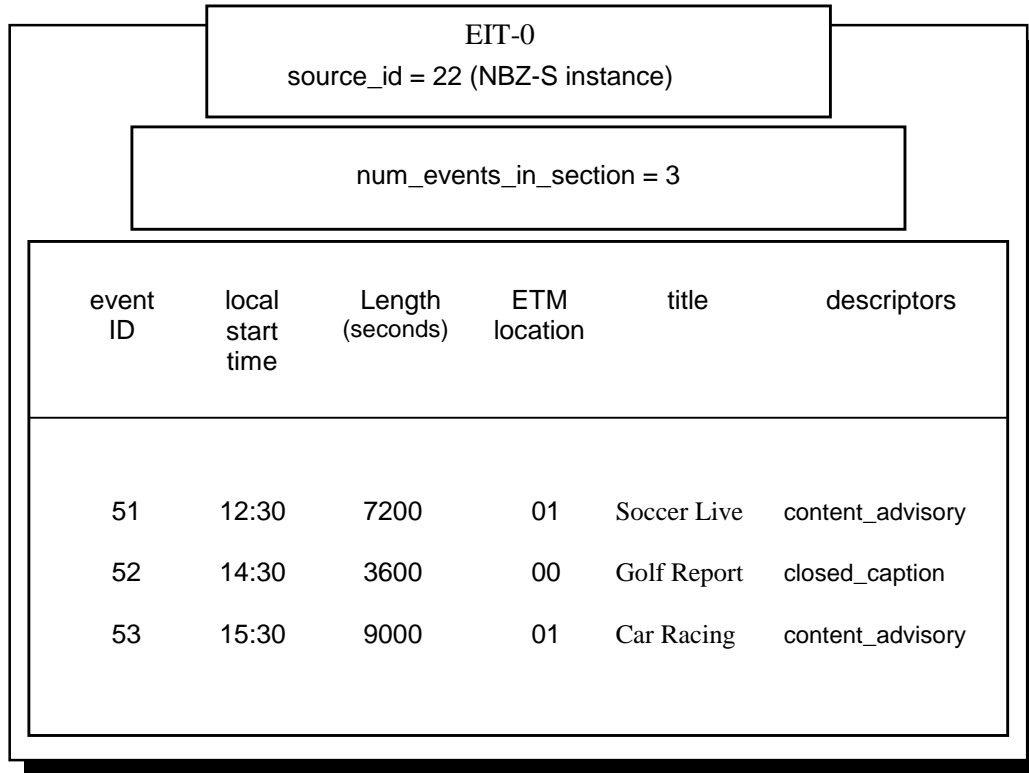 EIT-0
source_id = 22 (NBZ-S instance)
num_events_in_section = 3
event ID local start time Length (seconds) ETM location title descriptors
51 12:30 7200 01 Soccer Live content_advisory
52 14:30 3600 00 Golf Report closed_caption
53 15:30 9000 01 Car Racing content_advisory